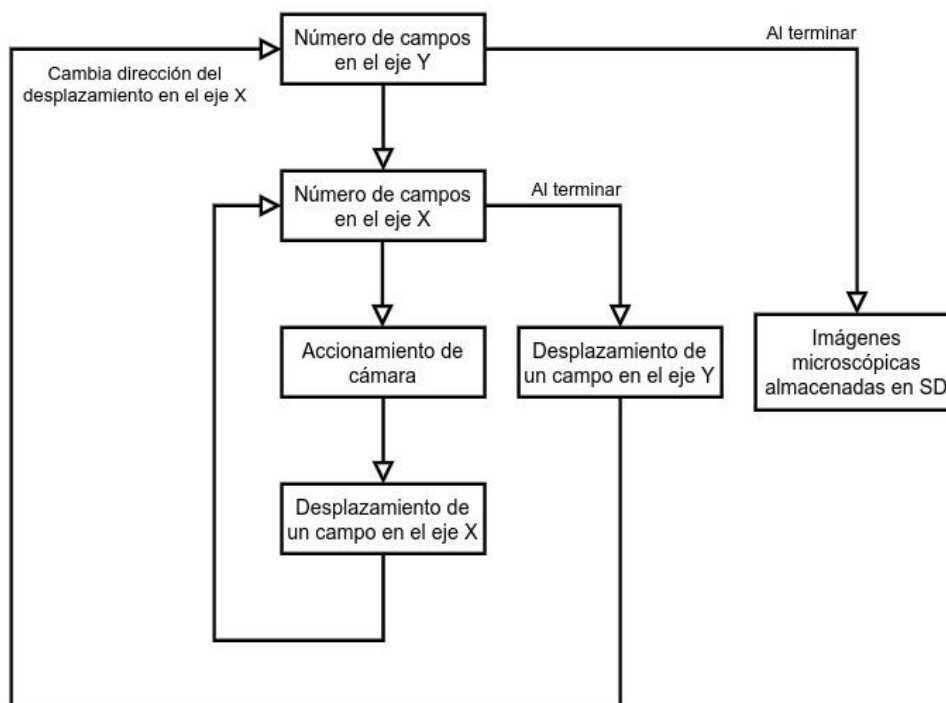 Número de campos
en el eje Y
Al terminar
Cambia dirección del
desplazamiento en el eje X
Número de campos
en el eje X
Al terminar
Accionamiento de
cámara
Desplazamiento de
un campo en el eje Y
Imágenes
microscópicas
almacenadas en SD
Desplazamiento de
un campo en el eje X